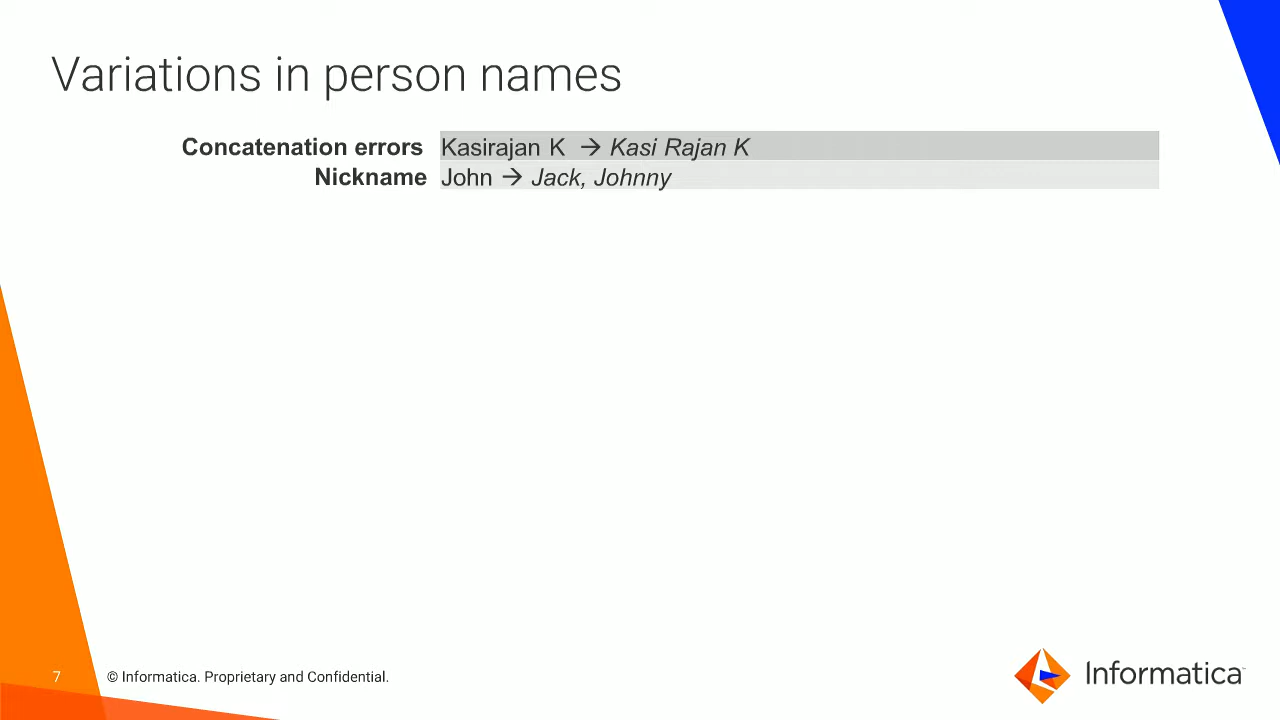 Variations in person names
Concatenation errors Kasirajan K → Kasi Rajan K
Nickname John → Jack, Johnny
7 © Informatica. Proprietary and Confidential.
Informatica